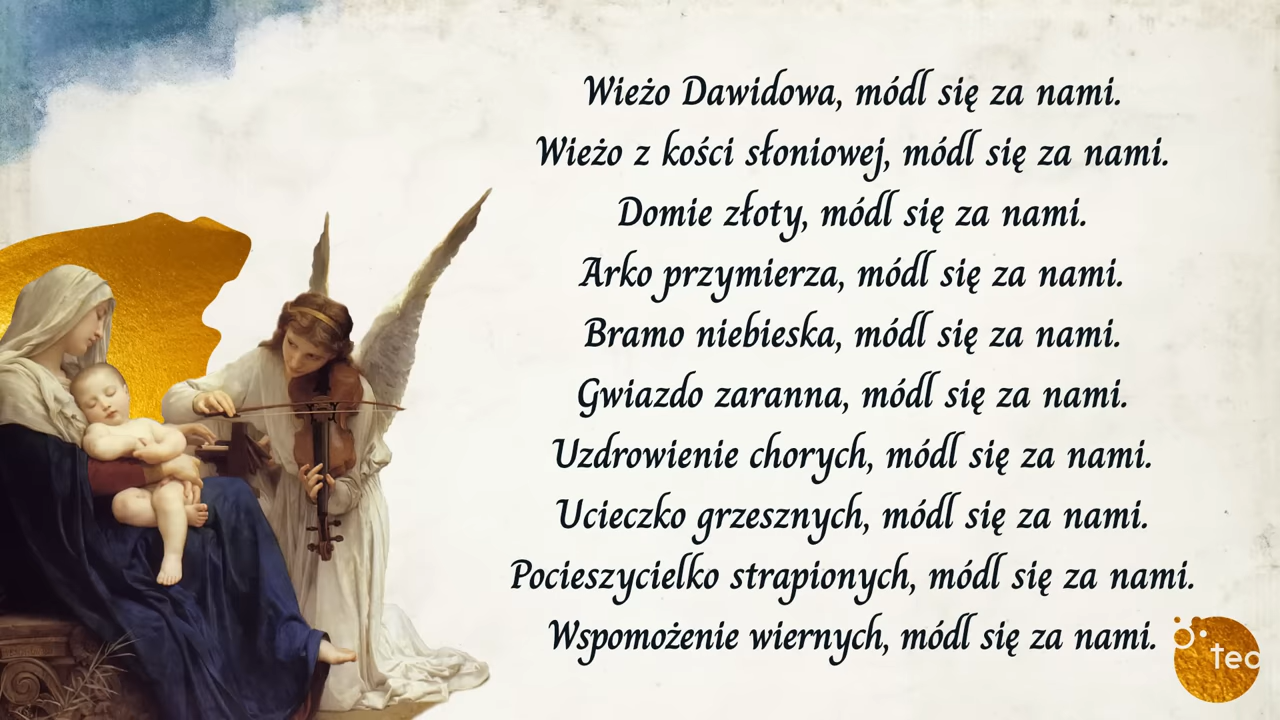 Wieżo Dawidowa, módl się za nami.
Wieżo z kości słoniowej, módl się za nami.
Domie złoty, módl się za nami.
Arko przymierza, módl się za nami.
Bramo niebieska, módl się za nami.
Gwiazdo zaranna, módl się za nami.
Uzdrowienie chorych, módl się za nami.
Ucieczko grzesznych, módl się za nami.
Pocieszycielko strapionych, módl się za nami.
Wspomożenie wiernych, módl się za nami.
teo